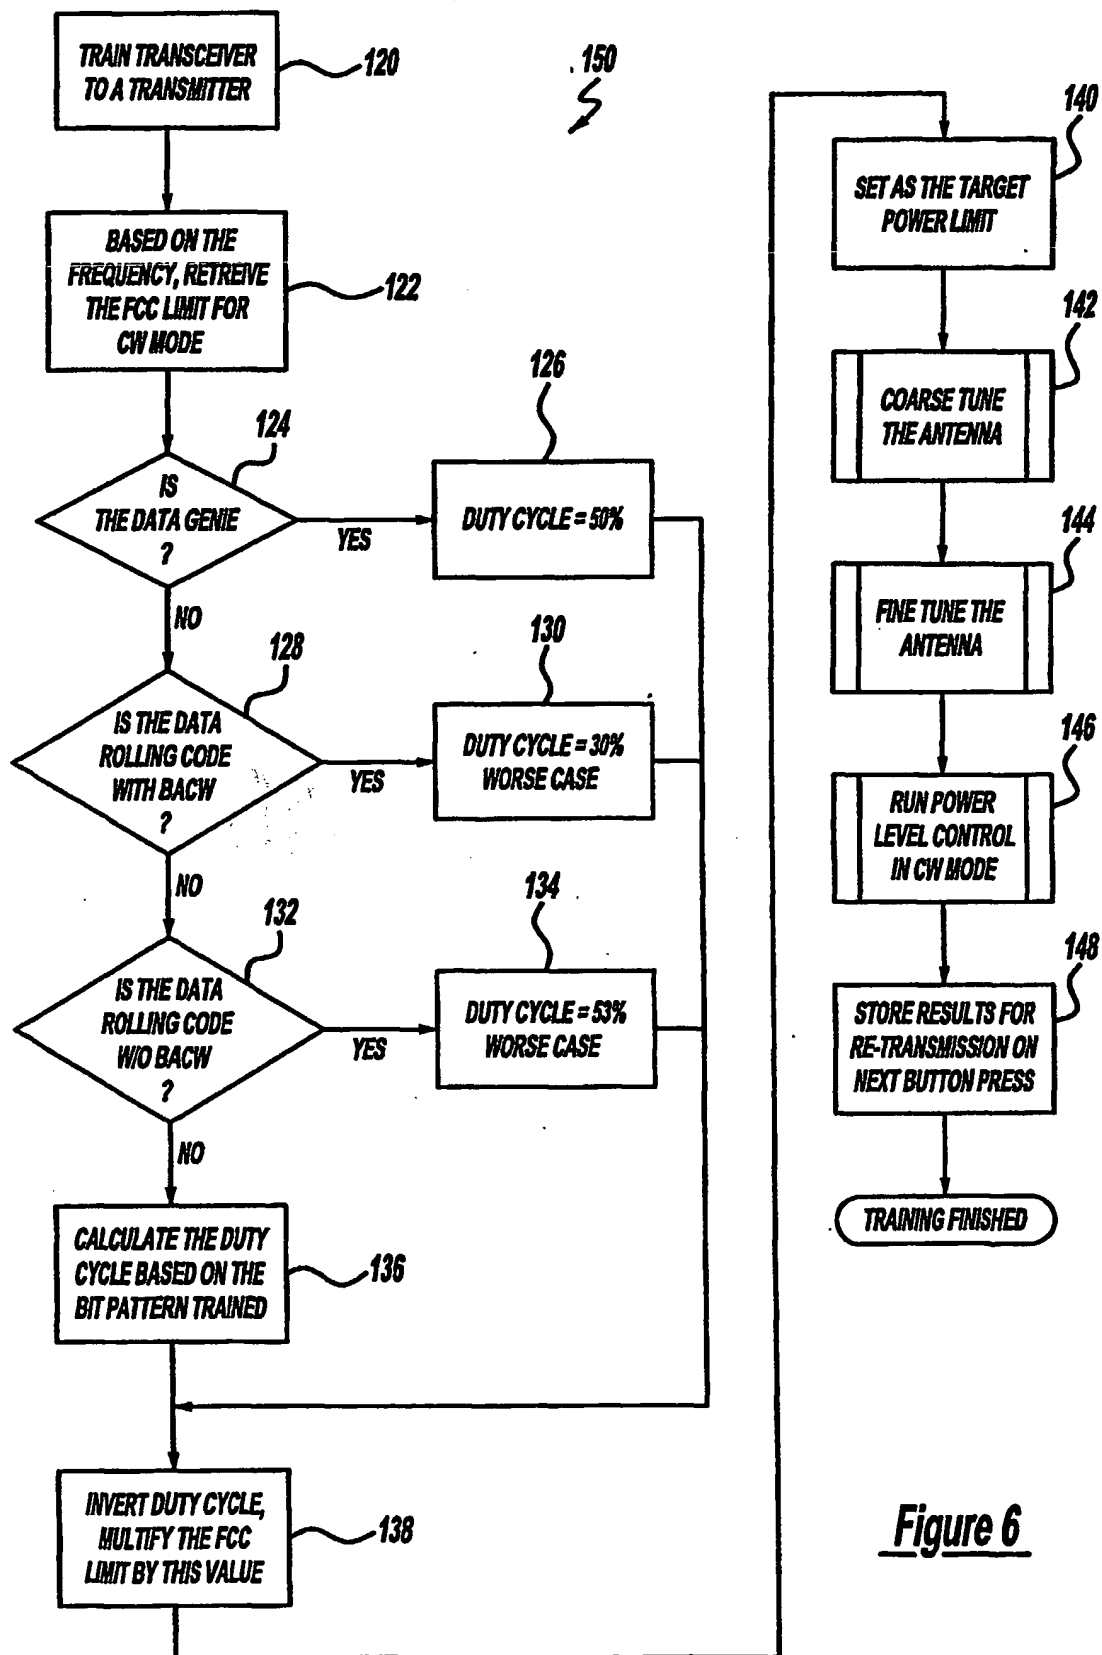 TRAIN TRANSCEIVER
TO A TRANSMITTER
120
150
BASED ON THE
FREQUENCY, RETREIVE
THE FCC LIMIT FOR
CW MODE
122
124
IS
THE DATA GENIE
?
YES
126
DUTY CYCLE = 50%
NO
128
IS THE DATA
ROLLING CODE
WITH BACW
?
YES
130
DUTY CYCLE = 30%
WORSE CASE
NO
132
IS THE DATA
ROLLING CODE
W/O BACW
?
YES
134
DUTY CYCLE = 53%
WORSE CASE
NO
CALCULATE THE DUTY
CYCLE BASED ON THE
BIT PATTERN TRAINED
136
INVERT DUTY CYCLE,
MULTIFY THE FCC
LIMIT BY THIS VALUE
138
140
SET AS THE TARGET
POWER LIMIT
142
COARSE TUNE
THE ANTENNA
144
FINE TUNE THE
ANTENNA
146
RUN POWER
LEVEL CONTROL
IN CW MODE
148
STORE RESULTS FOR
RE-TRANSMISSION ON
NEXT BUTTON PRESS
TRAINING FINISHED
Figure 6